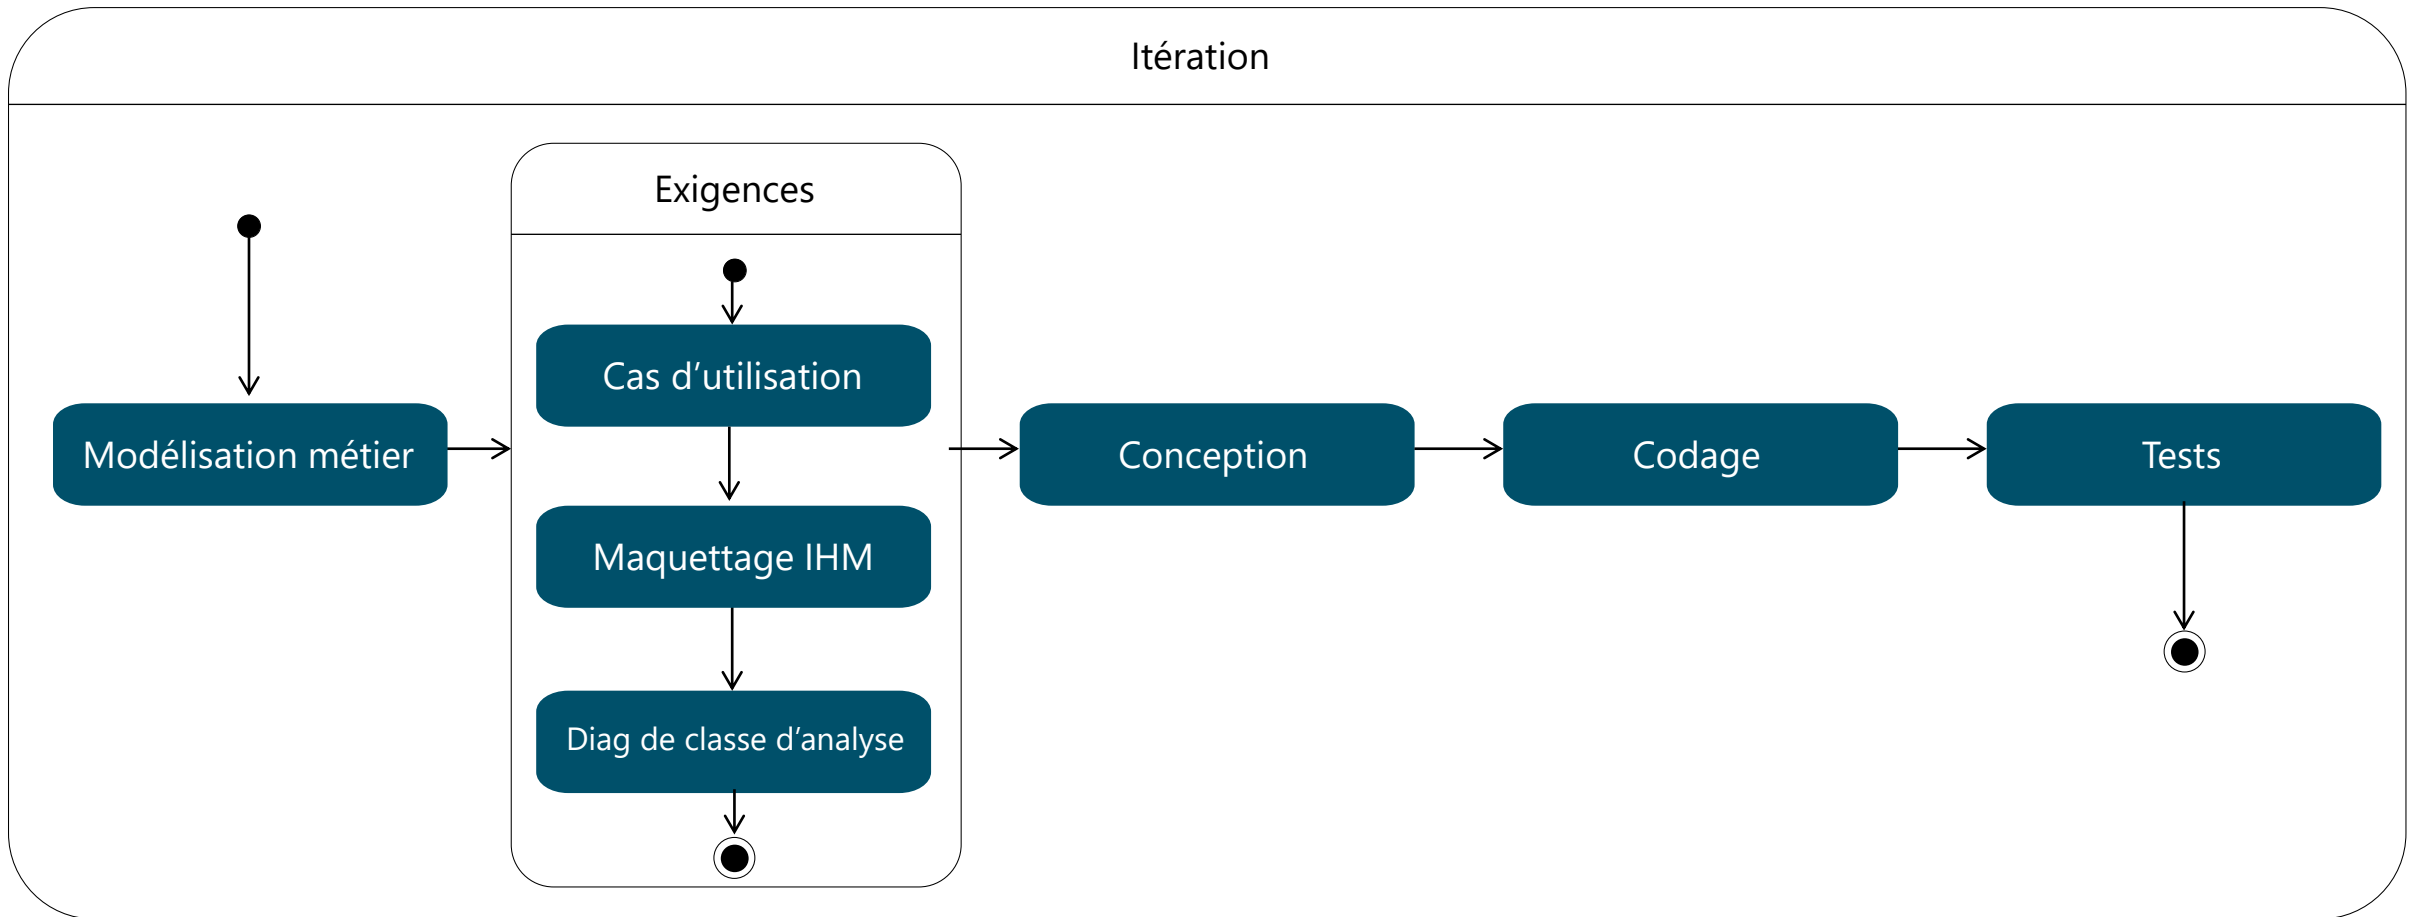 Itération
Exigences
Cas d’utilisation
Modélisation métier
Conception
Codage
Tests
Maquettage IHM
Diag de classe d’analyse